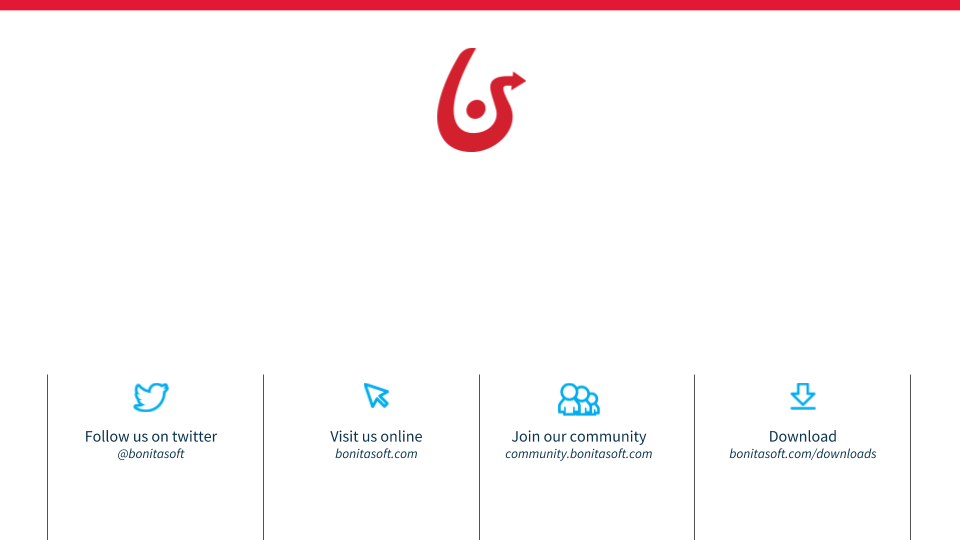 Follow us on twitter
@bonitasoft
Visit us online
bonitasoft.com
Join our community
community.bonitasoft.com
Download
bonitasoft.com/downloads